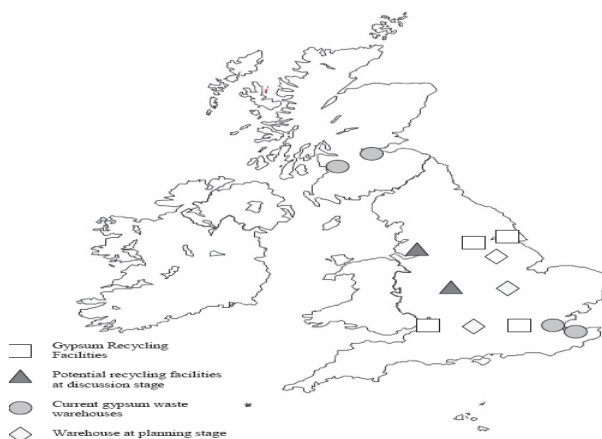 Gypsum Recycling
Facilities
Potential recycling facilities
at discussion stage
Current gypsum waste
warehouses
Warehouse at planning stage